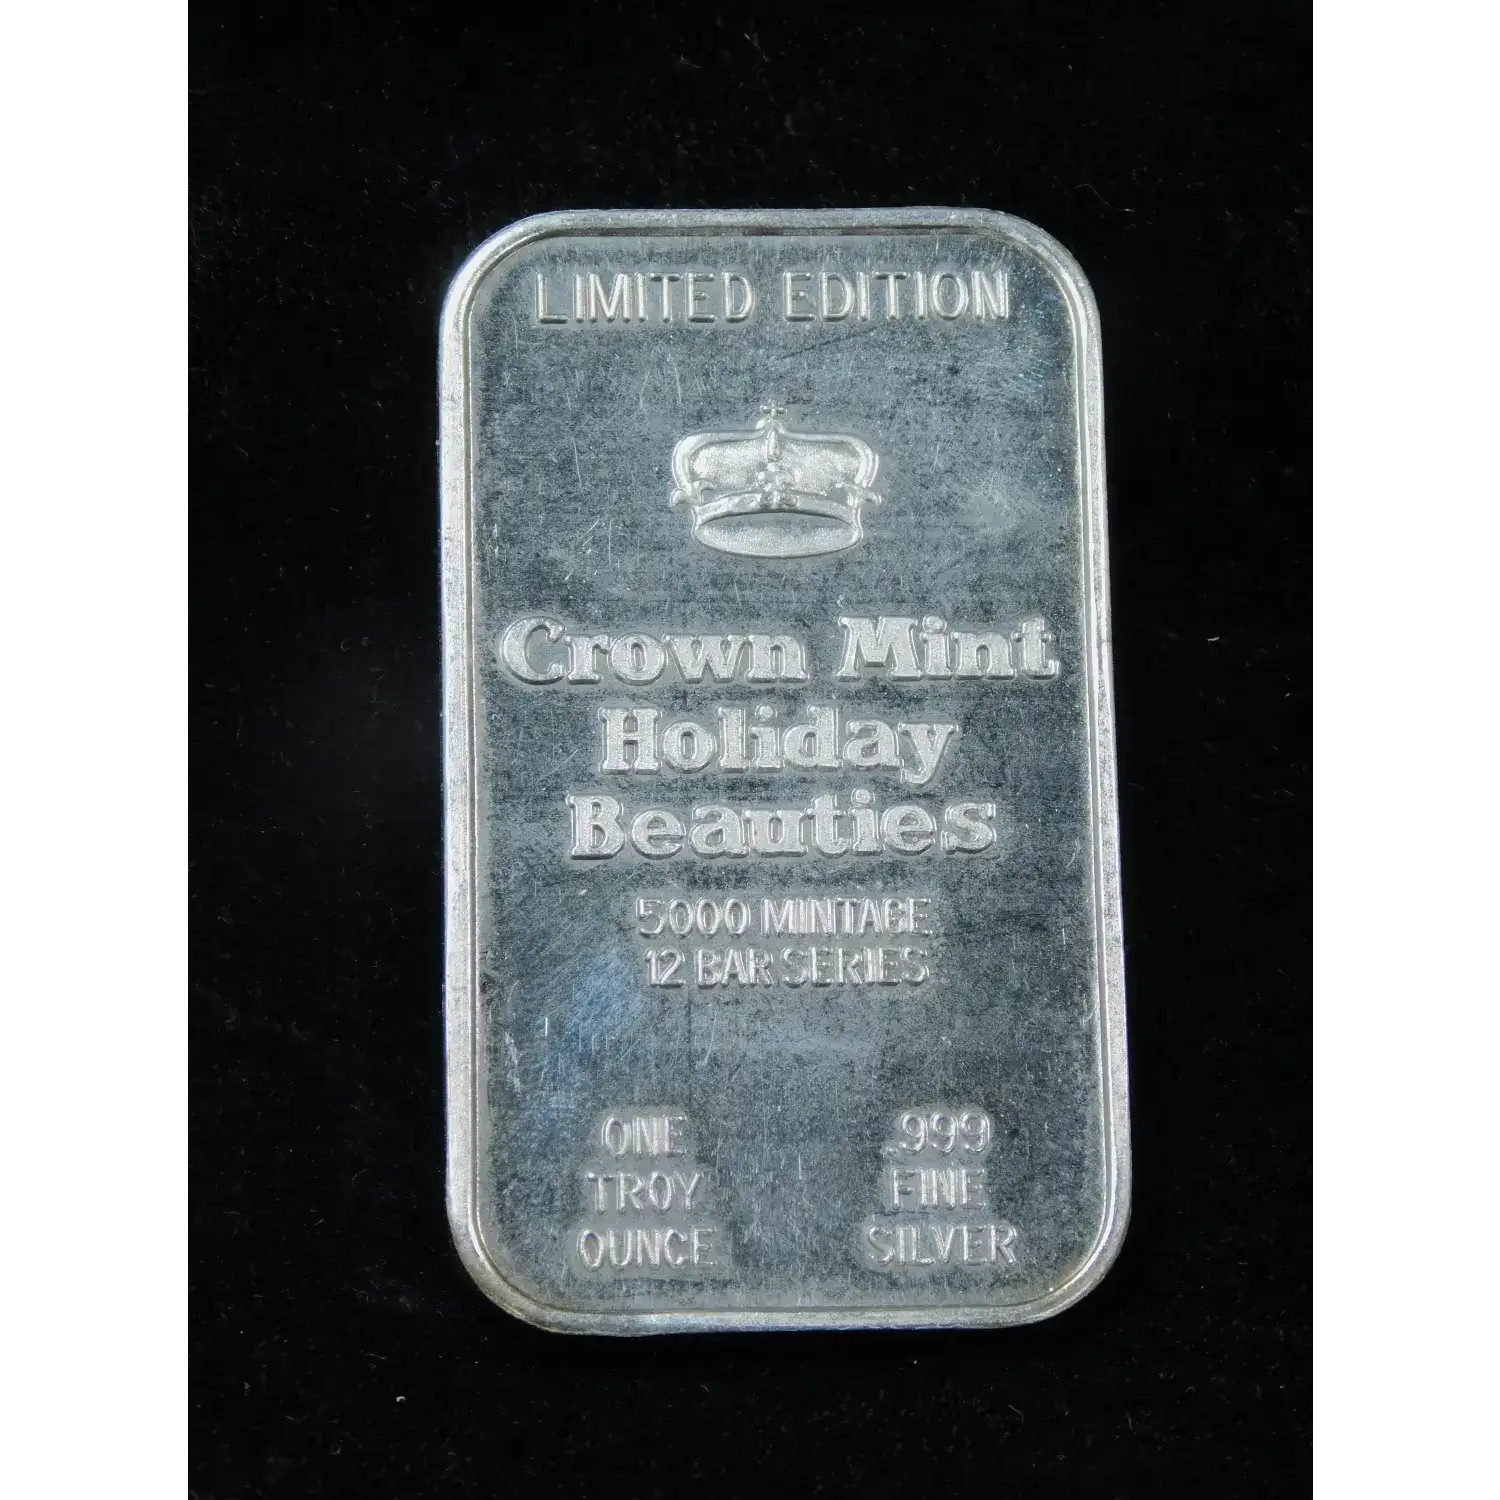 LIMITED EDITION
Crown Mint
Holiday
Beauties
5000 MINTAGE
12 BAR SERIES
ONE
TROY
OUNCE
.999
FINE
SILVER